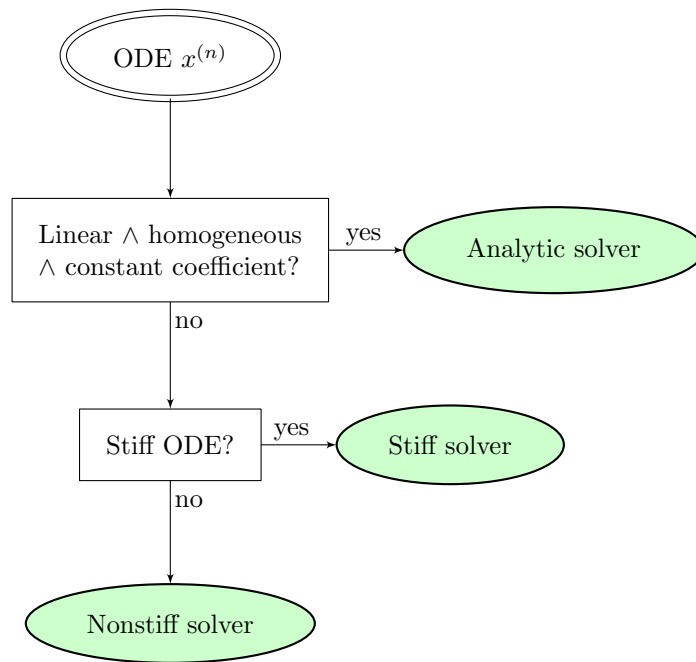 ODE x^(n)
Linear ∧ homogeneous
∧ constant coefficient?
yes
Analytic solver
no
Stiff ODE?
yes
Stiff solver
no
Nonstiff solver